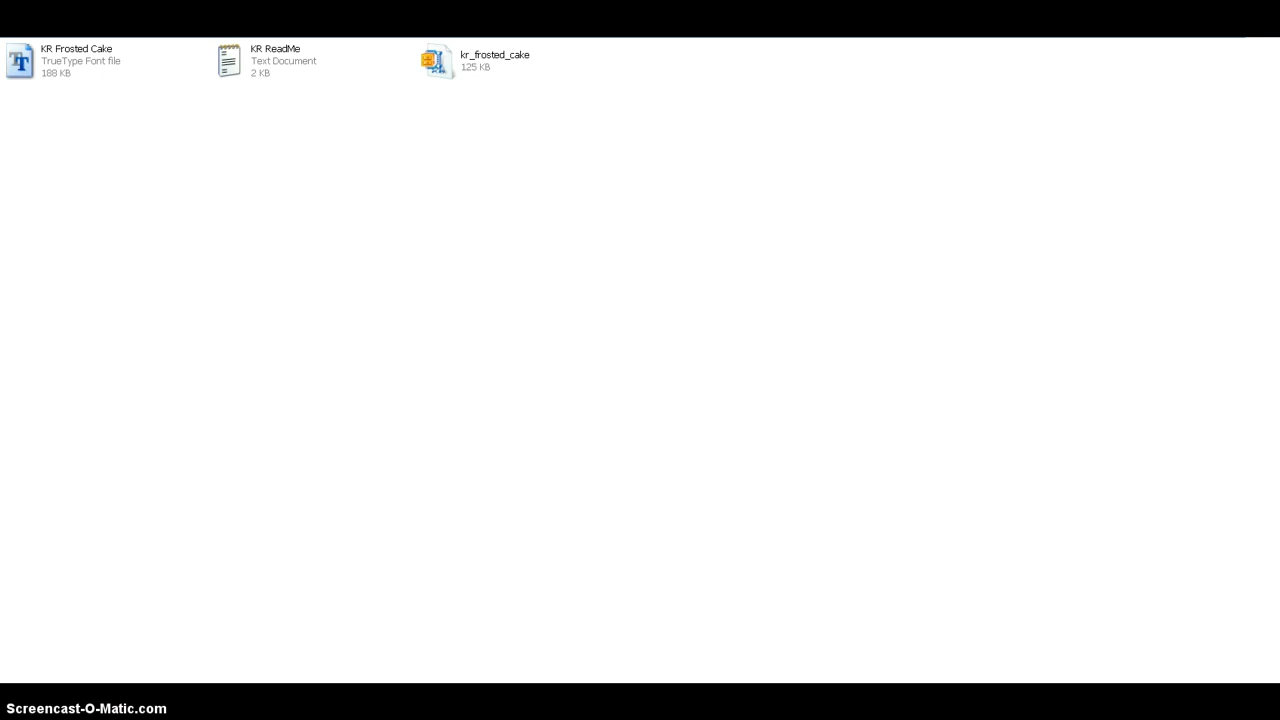 KR Frosted Cake
TrueType Font file
188 KB
KR ReadMe
Text Document
2 KB
kr_frosted_cake
125 KB
Screencast-O-Matic.com